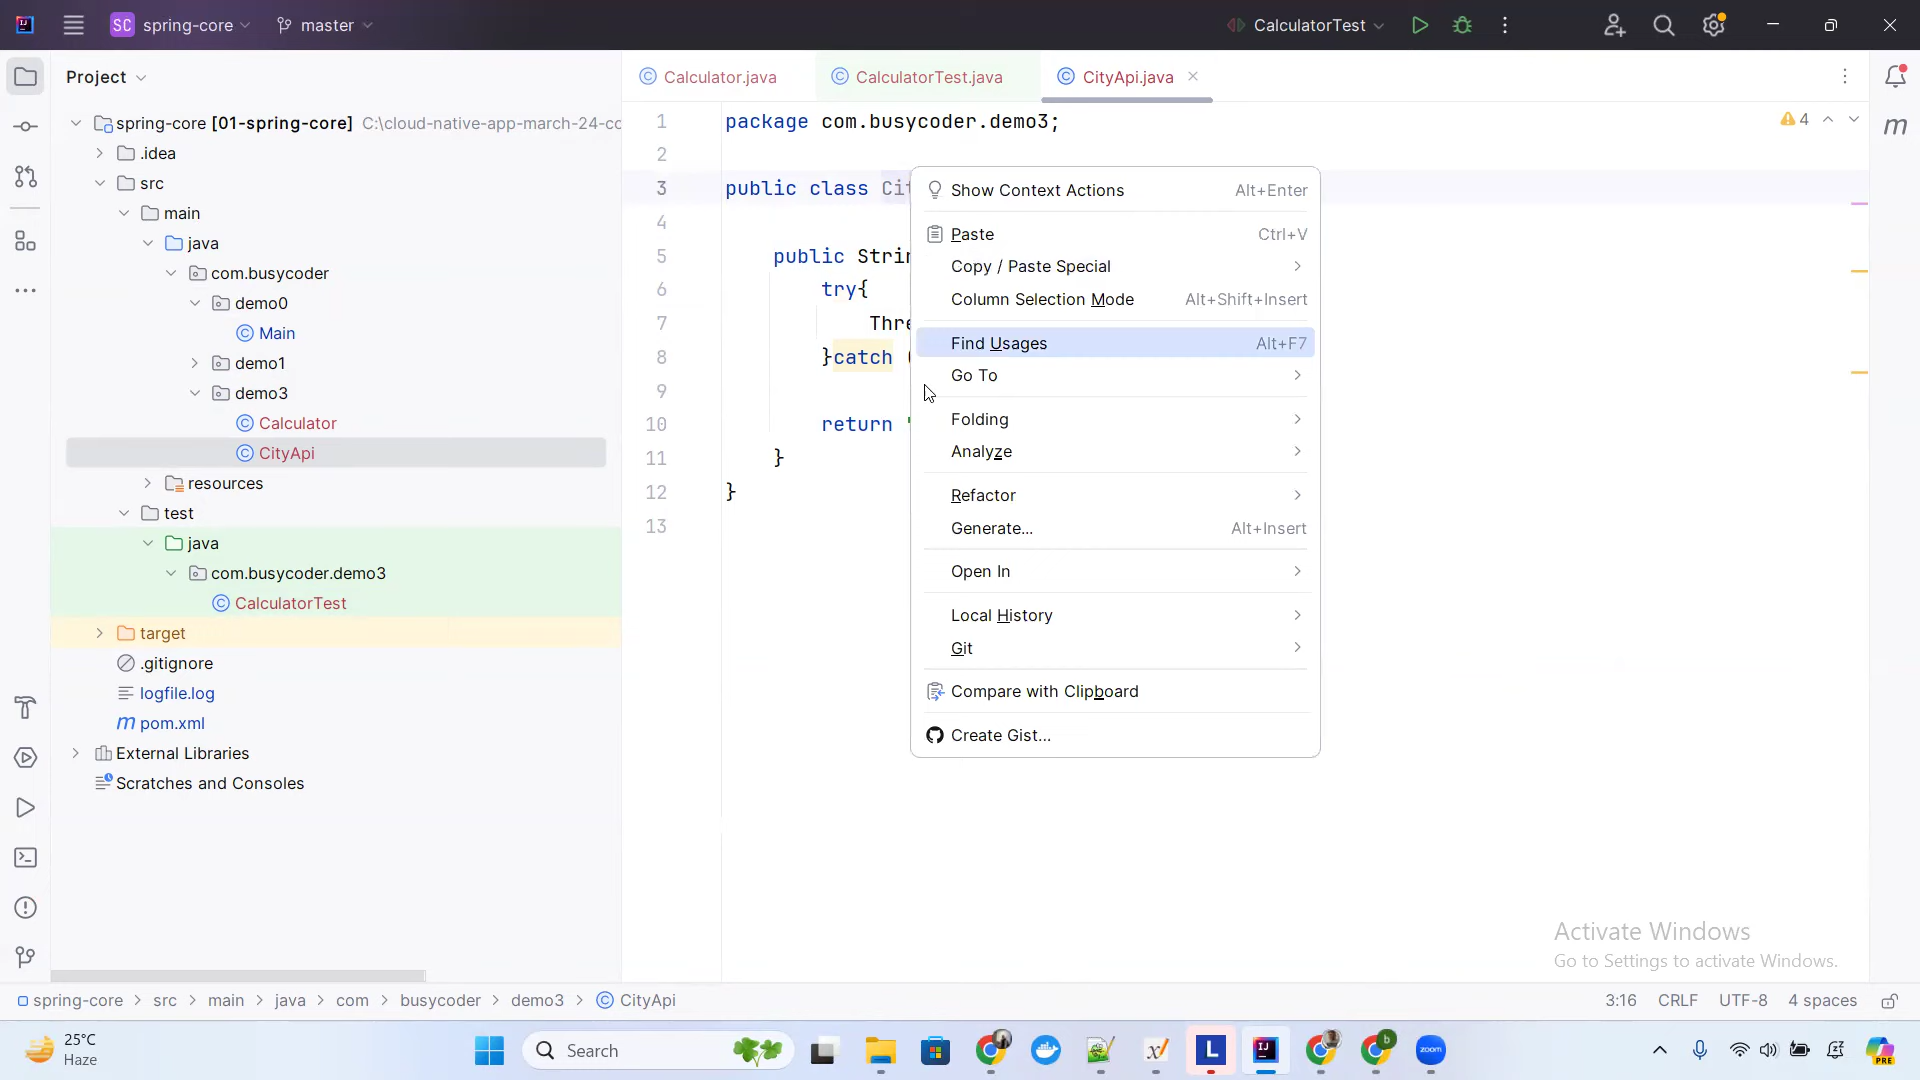 SC spring-core master CalculatorTest
Project
Calculator.java CalculatorTest.java CityApi.java
spring-core [01-spring-core] C:\cloud-native-app-march-24-co
.idea
src
main
java
com.busycoder
demo0
Main
demo1
demo3
Calculator
CityApi
resources
test
java
com.busycoder.demo3
CalculatorTest
target
.gitignore
logfile.log
m pom.xml
External Libraries
Scratches and Consoles
1 package com.busycoder.demo3;
2
3 public class Cit
4
5 public Strin
6 try{
7 Thre
8 }catch (
9
10 return "
11 }
12 }
13
4
m
Show Context Actions Alt+Enter
Paste Ctrl+V
Copy / Paste Special
Column Selection Mode Alt+Shift+Insert
Find Usages Alt+F7
Go To
Folding
Analyze
Refactor
Generate... Alt+Insert
Open In
Local History
Git
Compare with Clipboard
Create Gist...
Activate Windows
Go to Settings to activate Windows.
spring-core > src > main > java > com > busycoder > demo3 > CityApi
3:16 CRLF UTF-8 4 spaces
25°C
Haze
Search
L
zoom
PRE